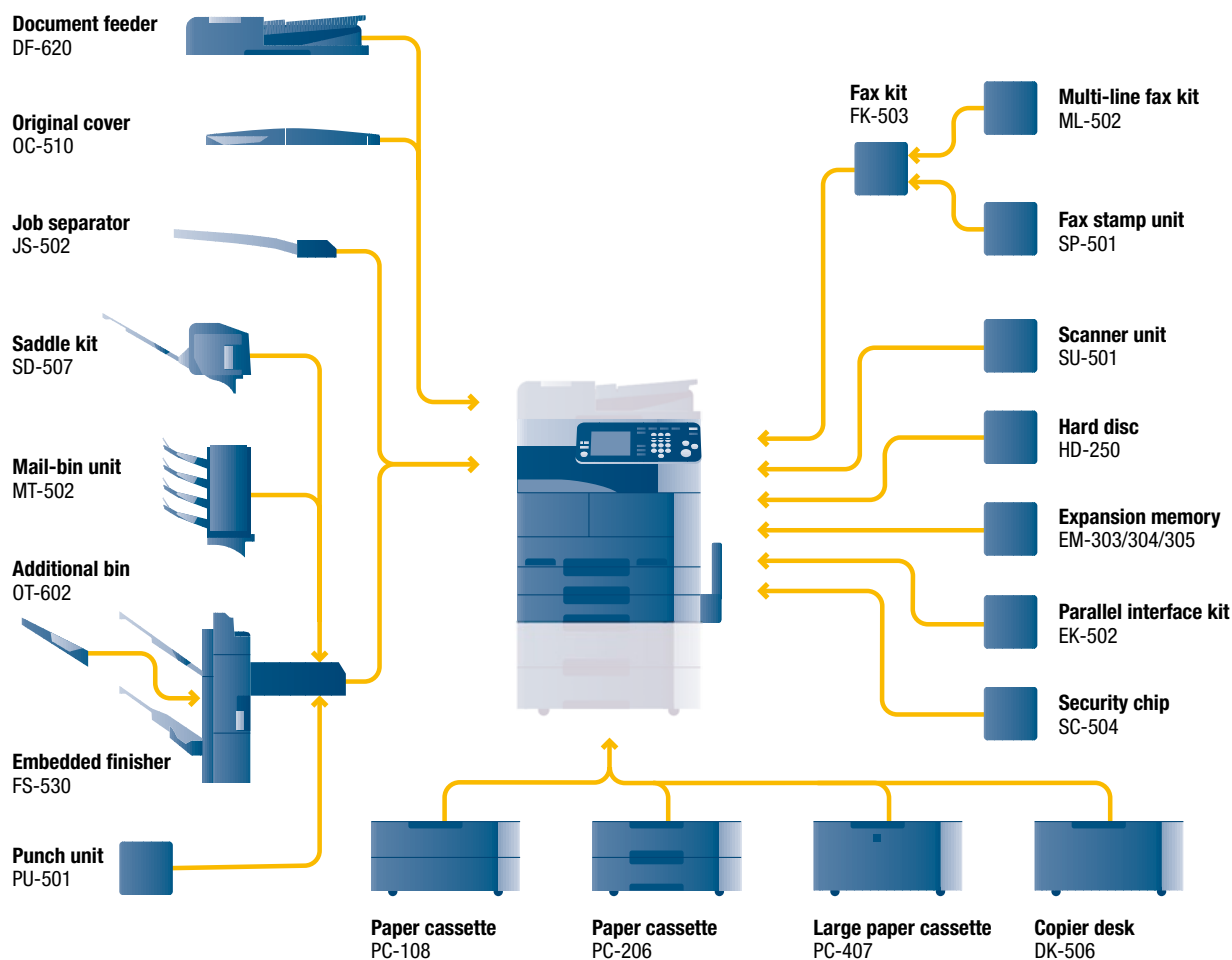 Document feeder
DF-620
Original cover
OC-510
Job separator
JS-502
Saddle kit
SD-507
Mail-bin unit
MT-502
Additional bin
OT-602
Embedded finisher
FS-530
Punch unit
PU-501
Fax kit
FK-503
Multi-line fax kit
ML-502
Fax stamp unit
SP-501
Scanner unit
SU-501
Hard disc
HD-250
Expansion memory
EM-303/304/305
Parallel interface kit
EK-502
Security chip
SC-504
Paper cassette
PC-108
Paper cassette
PC-206
Large paper cassette
PC-407
Copier desk
DK-506